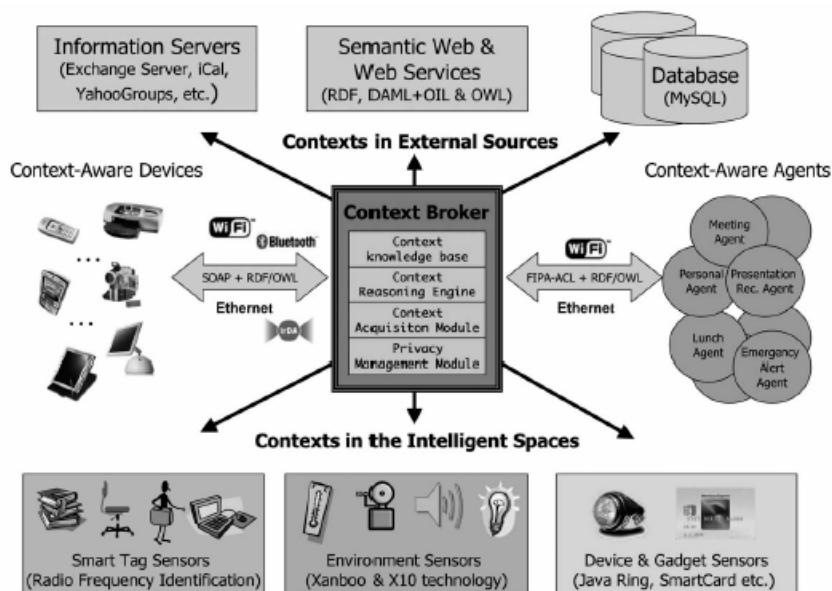 Information Servers
(Exchange Server, iCal,
YahooGroups, etc.)
Semantic Web &
Web Services
(RDF, DAML+OIL & OWL)
Database
(MySQL)
Contexts in External Sources
Context-Aware Devices
Context-Aware Agents
WiFi™
Bluetooth™
SOAP + RDF/OWL
Ethernet
IrDA
Context Broker
Context
knowledge base
Context
Reasoning Engine
Context
Acquisiton Module
Privacy
Management Module
WiFi™
FIPA-ACL + RDF/OWL
Ethernet
Meeting
Agent
Personal
Agent
Presentation
Rec. Agent
Lunch
Agent
Emergency
Alert
Agent
Contexts in the Intelligent Spaces
Smart Tag Sensors
(Radio Frequency Identification)
Environment Sensors
(Xanboo & X10 technology)
Device & Gadget Sensors
(Java Ring, SmartCard etc.)